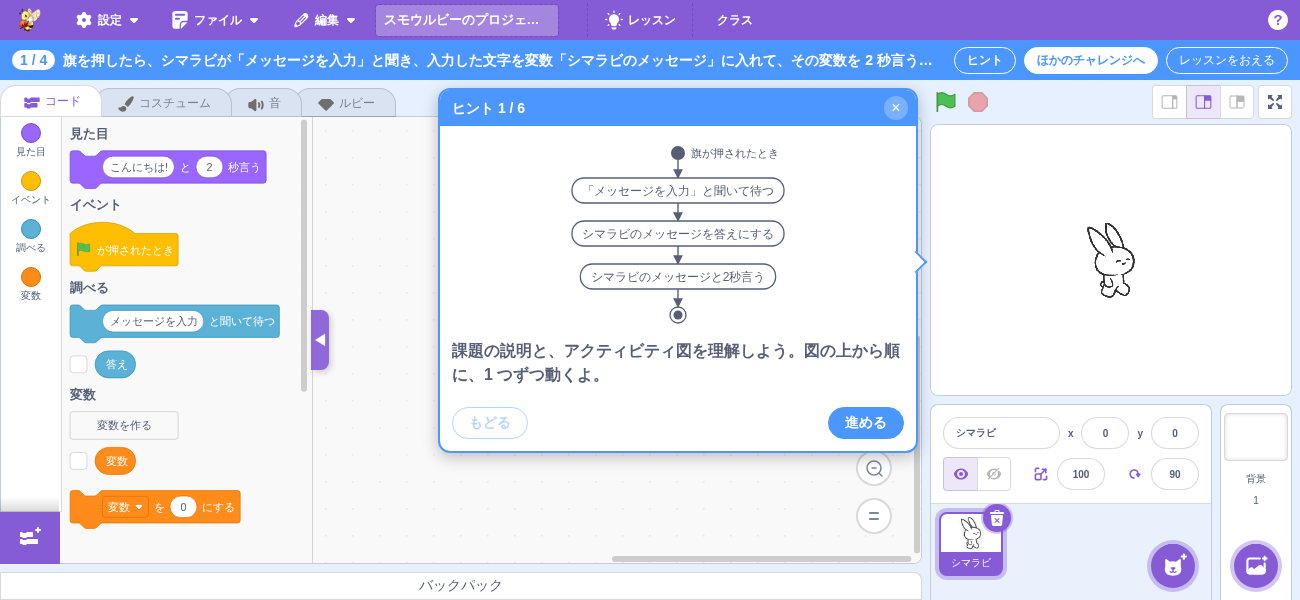 設定
ファイル
編集
スモウルビーのプロジェ…
レッスン
クラス
?
1 / 4
旗を押したら、シマラビが「メッセージを入力」と聞き、入力した文字を変数「シマラビのメッセージ」に入れて、その変数を 2 秒言う…
ヒント
ほかのチャレンジへ
レッスンをおえる
コード
コスチューム
音
ルビー
見た目
イベント
調べる
変数
見た目
こんにちは! と 2 秒言う
イベント
が押されたとき
調べる
メッセージを入力 と聞いて待つ
答え
変数
変数を作る
変数
変数 を 0 にする
ヒント 1 / 6
×
旗が押されたとき
「メッセージを入力」と聞いて待つ
シマラビのメッセージを答えにする
シマラビのメッセージと2秒言う
課題の説明と、アクティビティ図を理解しよう。図の上から順
に、1 つずつ動くよ。
もどる
進める
シマラビ x 0 y 0
100 90
シマラビ
背景
1
バックパック